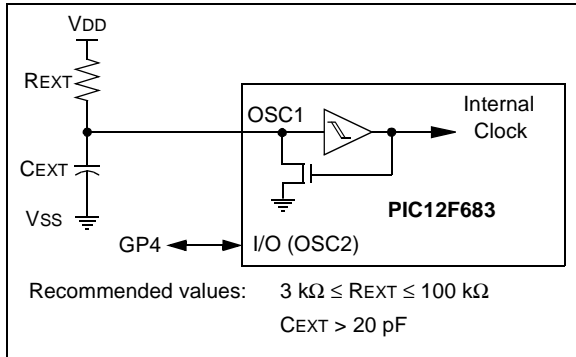 VDD
REXT
OSC1
Internal
Clock
CEXT
PIC12F683
VSS
GP4
I/O (OSC2)
Recommended values: 3 kΩ ≤ REXT ≤ 100 kΩ
CEXT > 20 pF